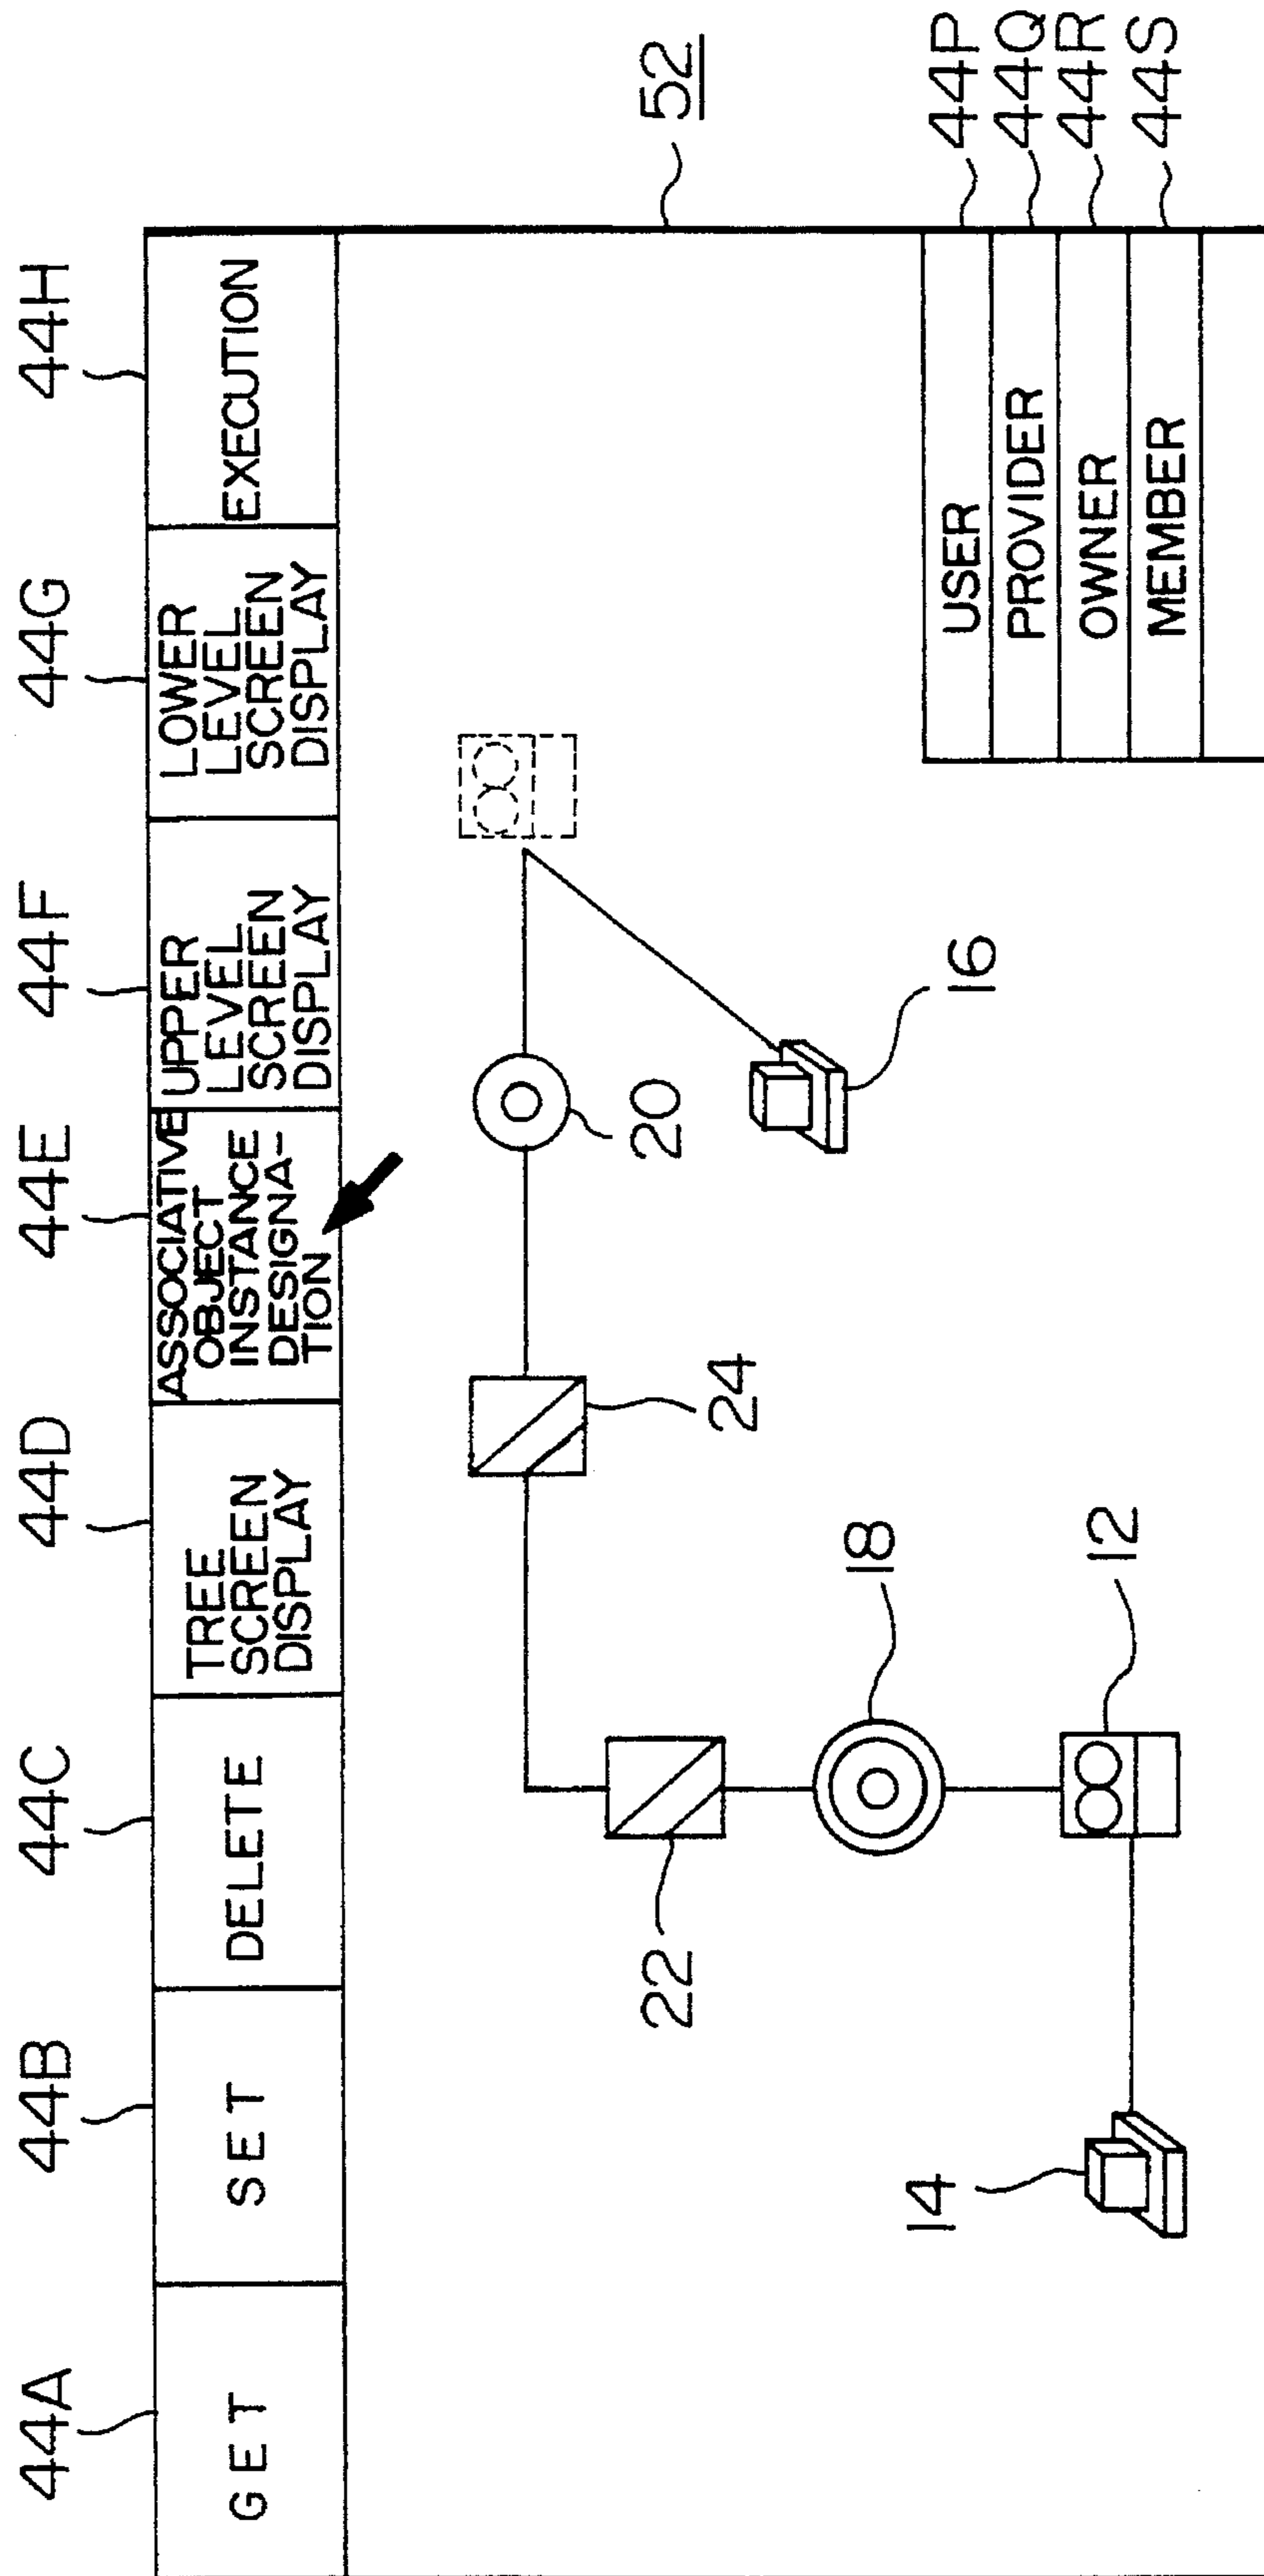 44A
44B
44C
44D
44E
44F
44G
44H
GET
SET
DELETE
TREE
SCREEN
DISPLAY
ASSOCIATIVE
OBJECT
INSTANCE
DESIGNA-
TION
UPPER
LEVEL
SCREEN
DISPLAY
LOWER
LEVEL
SCREEN
DISPLAY
EXECUTION
52
20
24
16
22
18
14
12
USER
44P
PROVIDER
44Q
OWNER
44R
MEMBER
44S